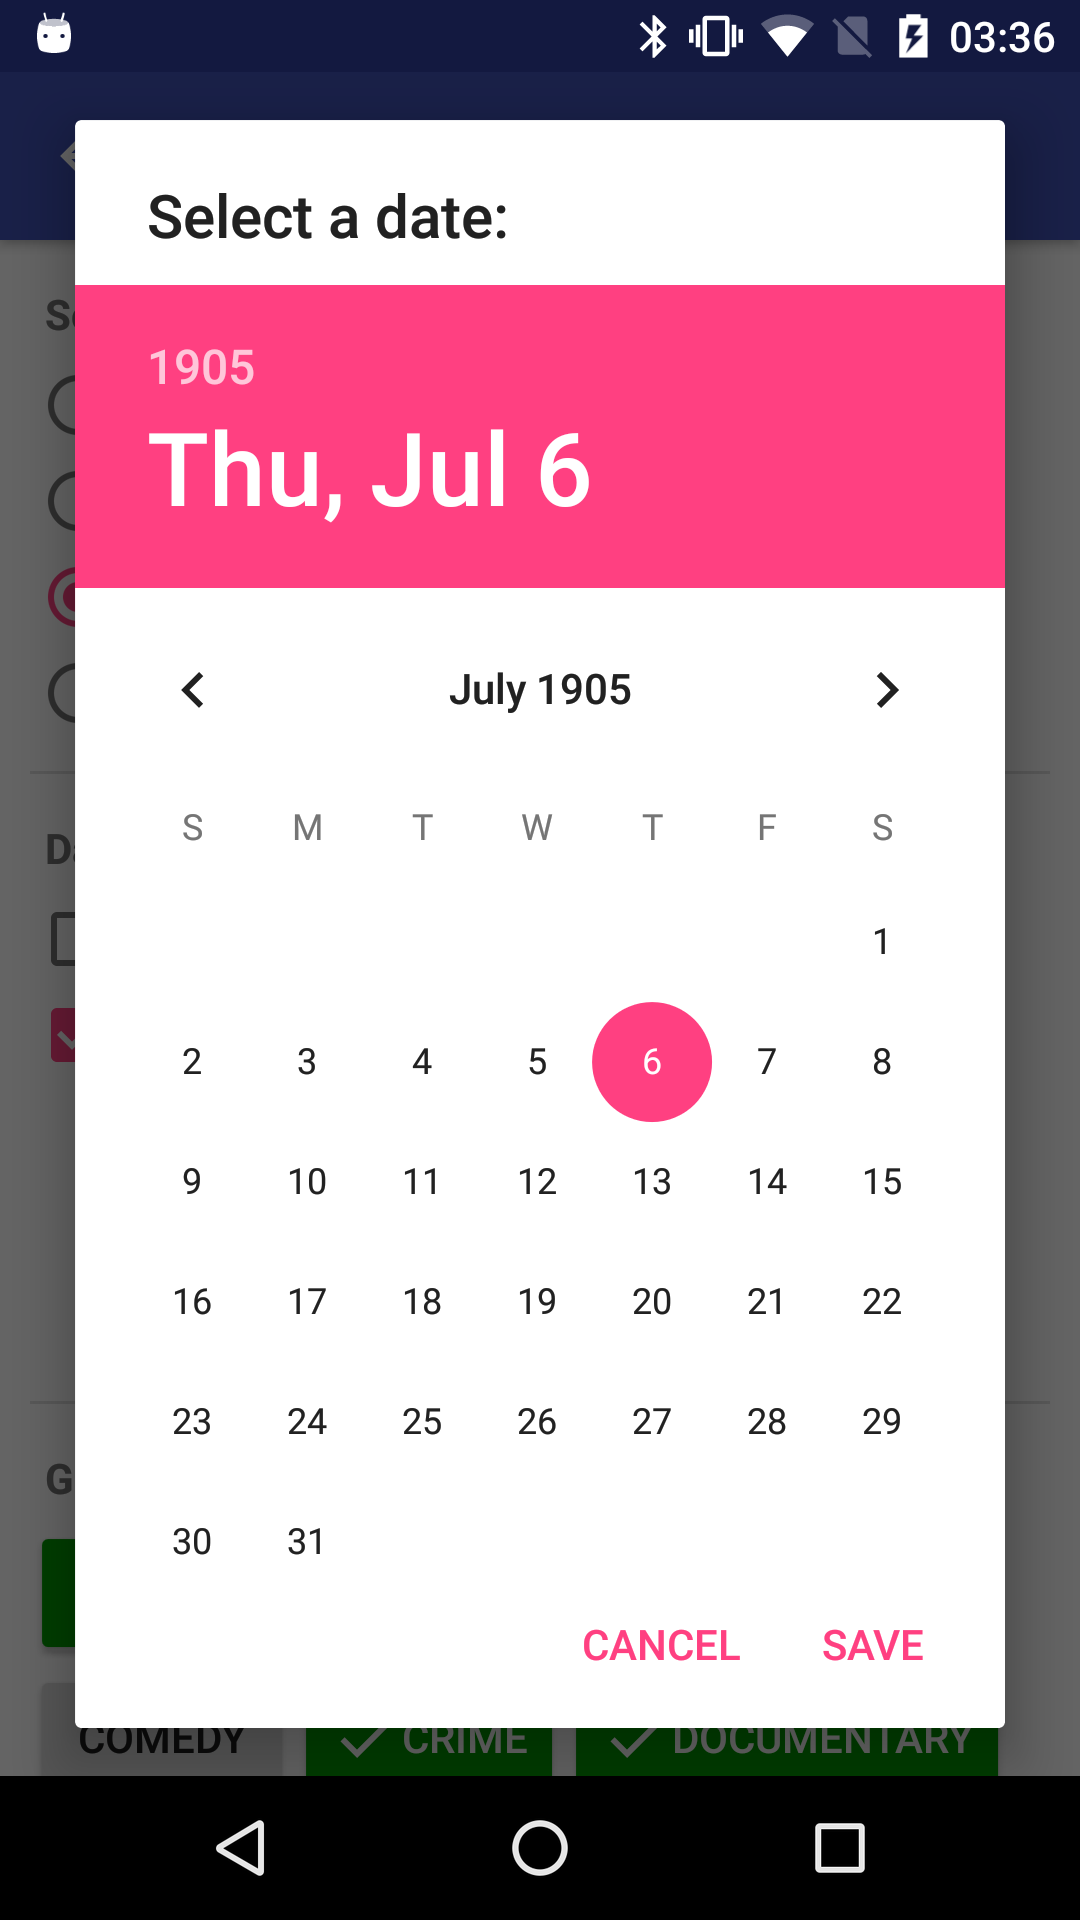 03:36
Select a date:
1905
Thu, Jul 6
July 1905
S M T W T F S
1
2 3 4 5 6 7 8
9 10 11 12 13 14 15
16 17 18 19 20 21 22
23 24 25 26 27 28 29
30 31
CANCEL SAVE
COMEDY CRIME DOCUMENTARY